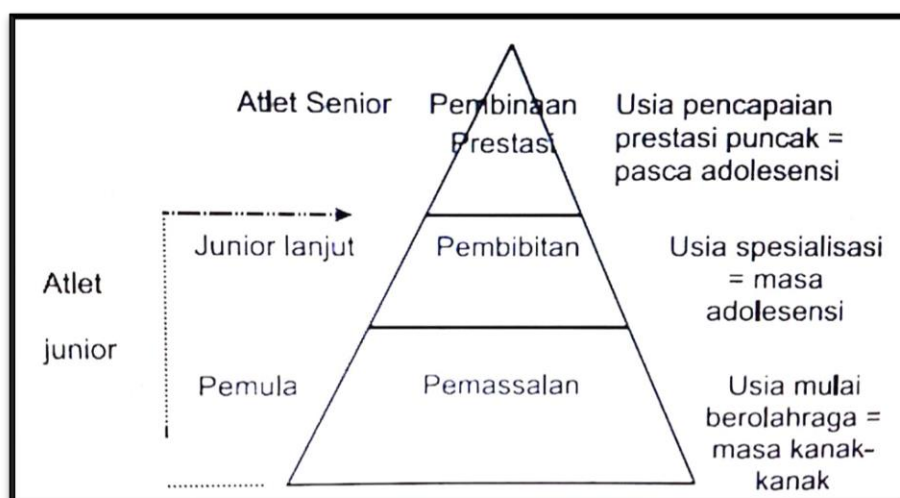 Atlet Senior
Pembinaan
Prestasi
Usia pencapaian
prestasi puncak =
pasca adolesensi
Atlet
junior
Junior lanjut
Pembibitan
Usia spesialisasi
= masa
adolesensi
Pemula
Pemassalan
Usia mulai
berolahraga =
masa kanak-
kanak